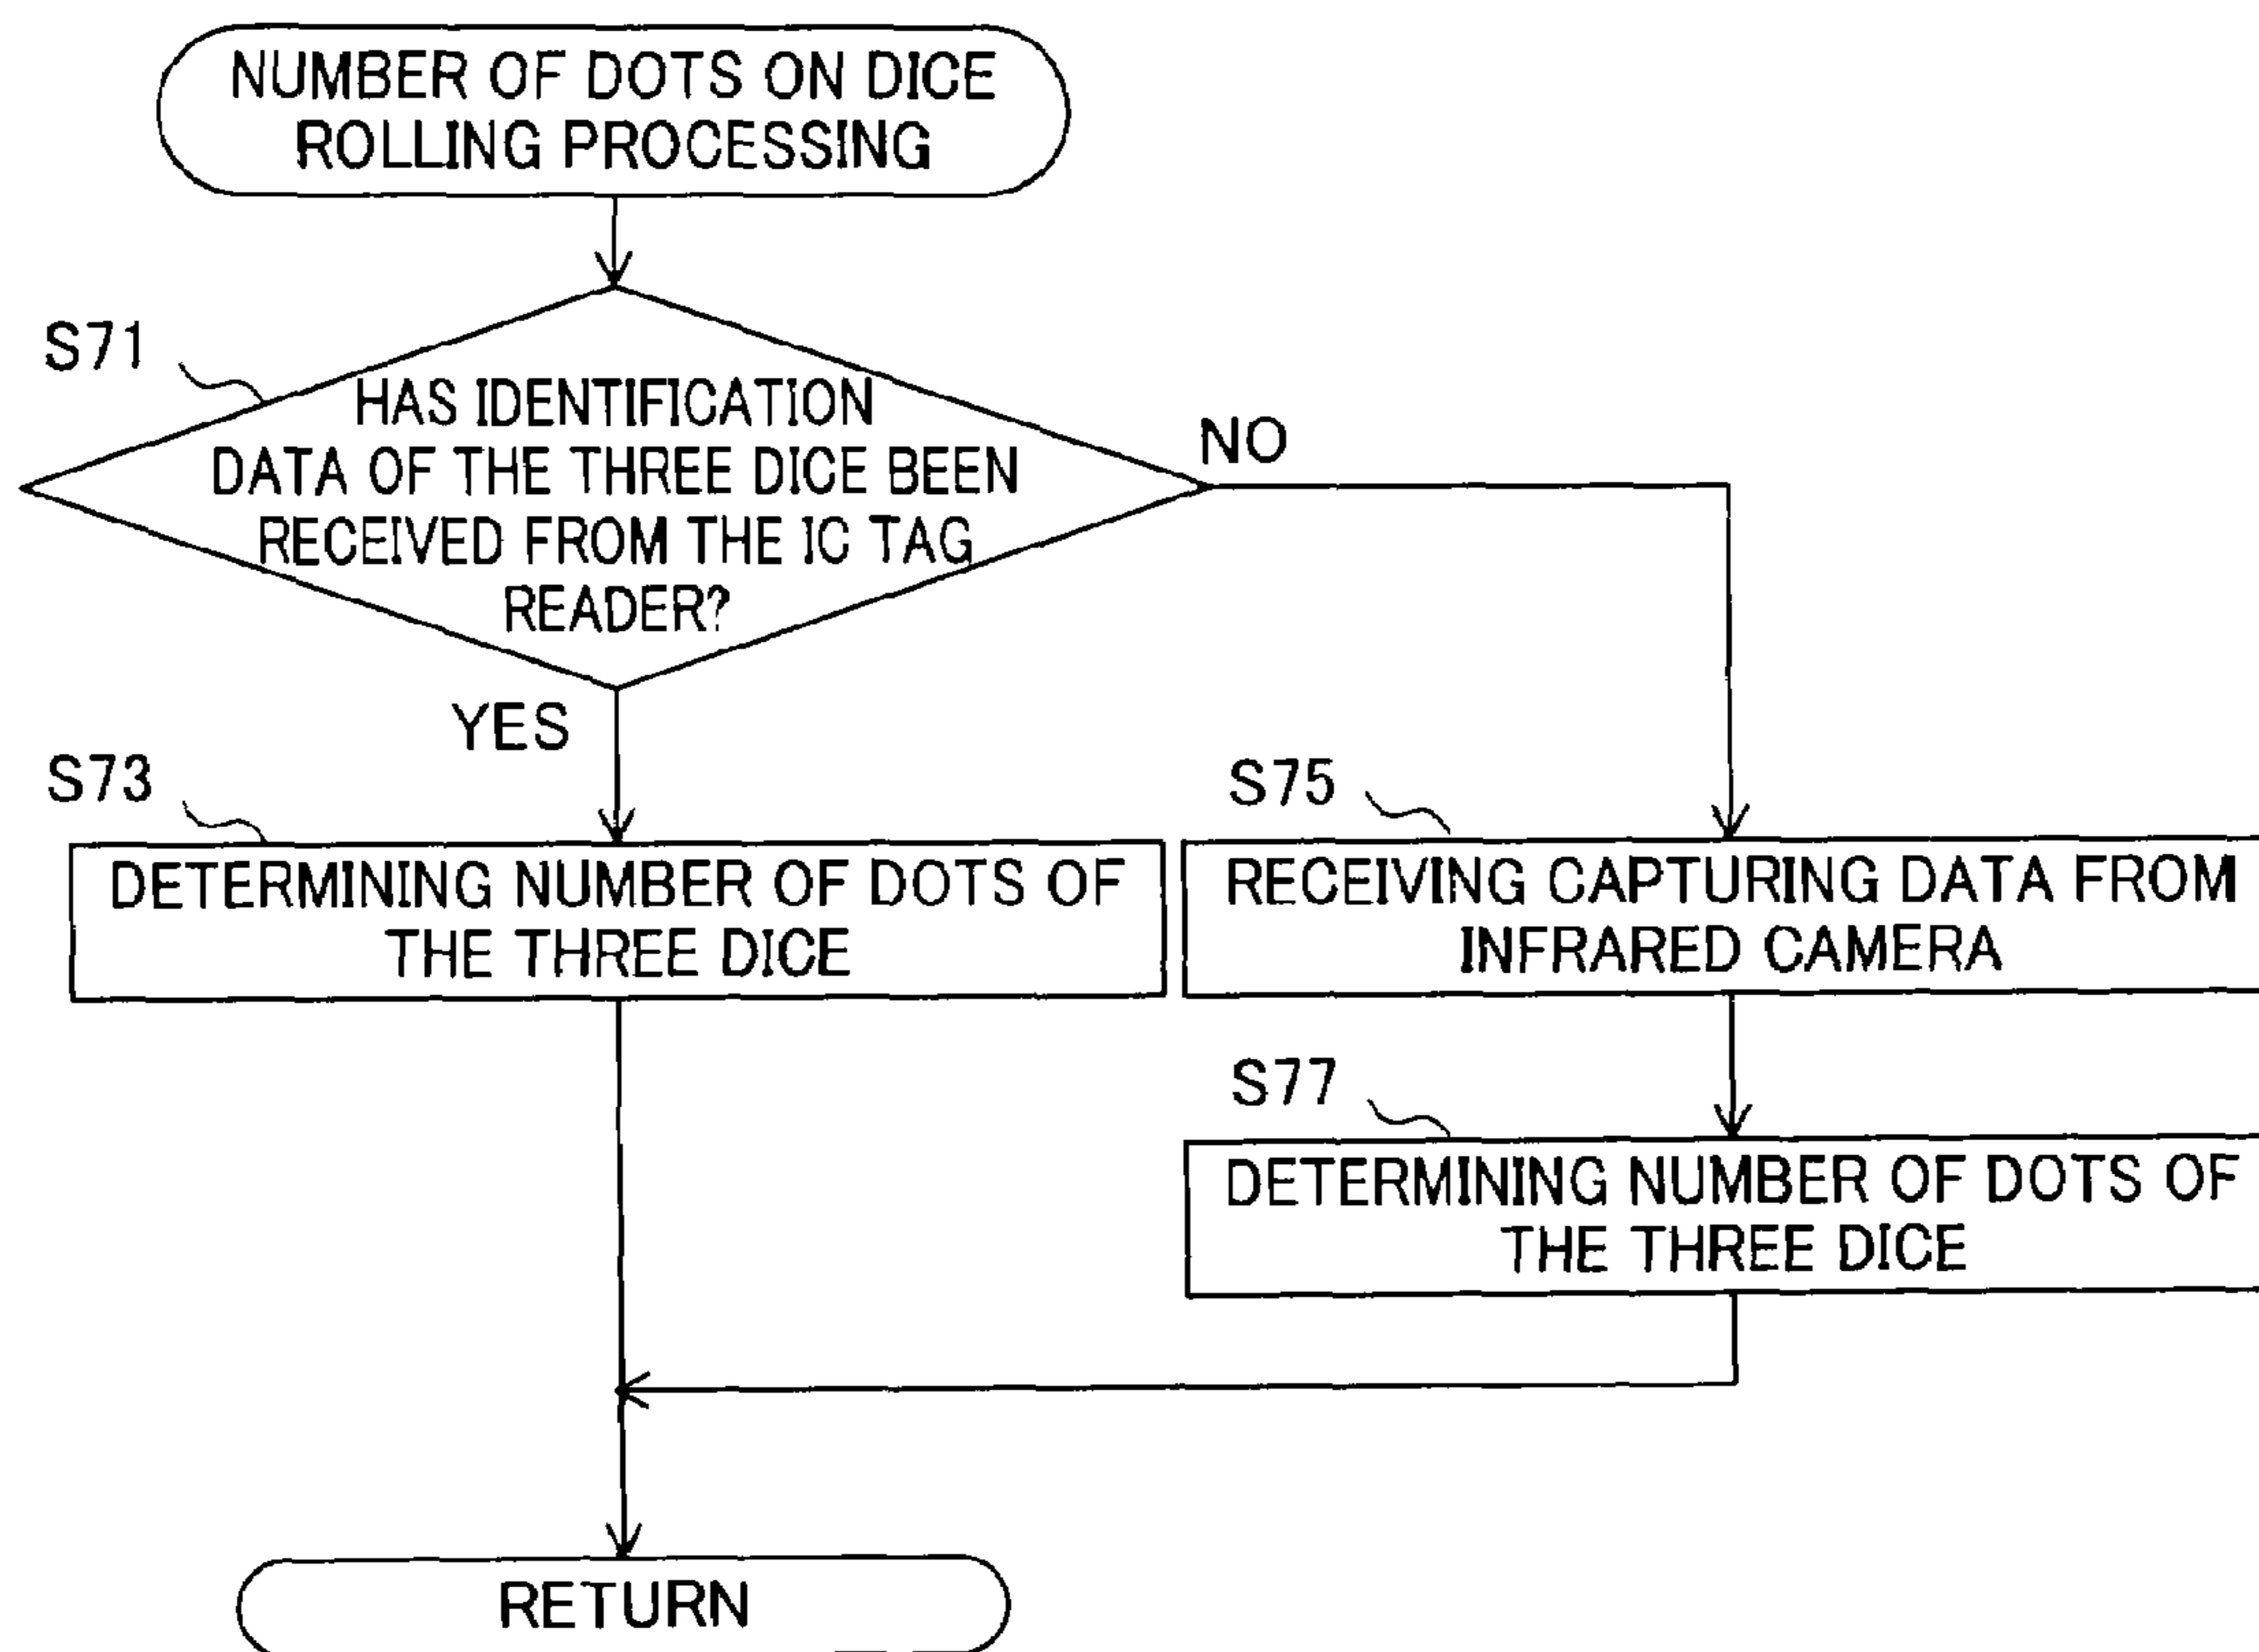 NUMBER OF DOTS ON DICE
ROLLING PROCESSING
S71
HAS IDENTIFICATION
DATA OF THE THREE DICE BEEN
RECEIVED FROM THE IC TAG
READER?
NO
YES
S73
DETERMINING NUMBER OF DOTS OF
THE THREE DICE
S75
RECEIVING CAPTURING DATA FROM
INFRARED CAMERA
S77
DETERMINING NUMBER OF DOTS OF
THE THREE DICE
RETURN